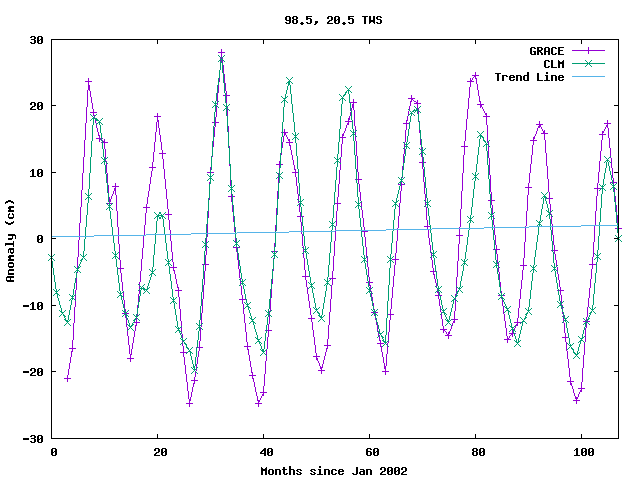 98.5, 20.5 TWS
GRACE
CLM
Trend Line
30
20
10
0
-10
-20
-30
Anomaly (cm)
0 20 40 60 80 100
Months since Jan 2002